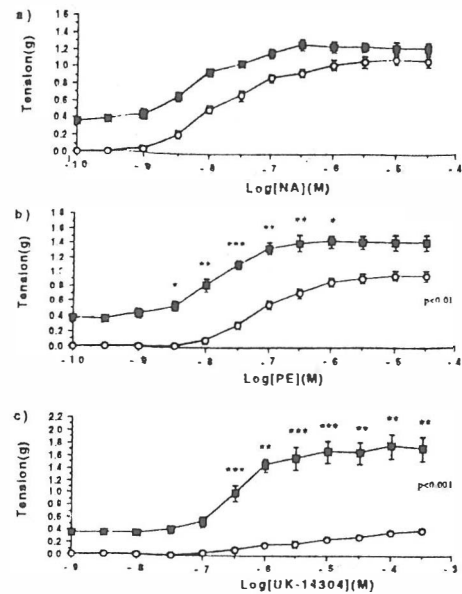 a)
Tension(g)
1.6
1.4
1.2
1.0
0.8
0.6
0.4
0.2
0.0
-10 -9 -8 -7 -6 -5 -4
Log[NA](M)
b)
Tension(g)
1.8
1.6
1.4
1.2
1.0
0.8
0.6
0.4
0.2
0.0
* ** *** ** ** *
p<0.01
-10 -9 -8 -7 -6 -5 -4
Log[PE](M)
c)
Tension(g)
2.2
2.0
1.8
1.6
1.4
1.2
1.0
0.8
0.6
0.4
0.2
0.0
*** ** *** *** ** ** **
p<0.001
-9 -8 -7 -6 -5 -4 -3
Log[UK-14304](M)